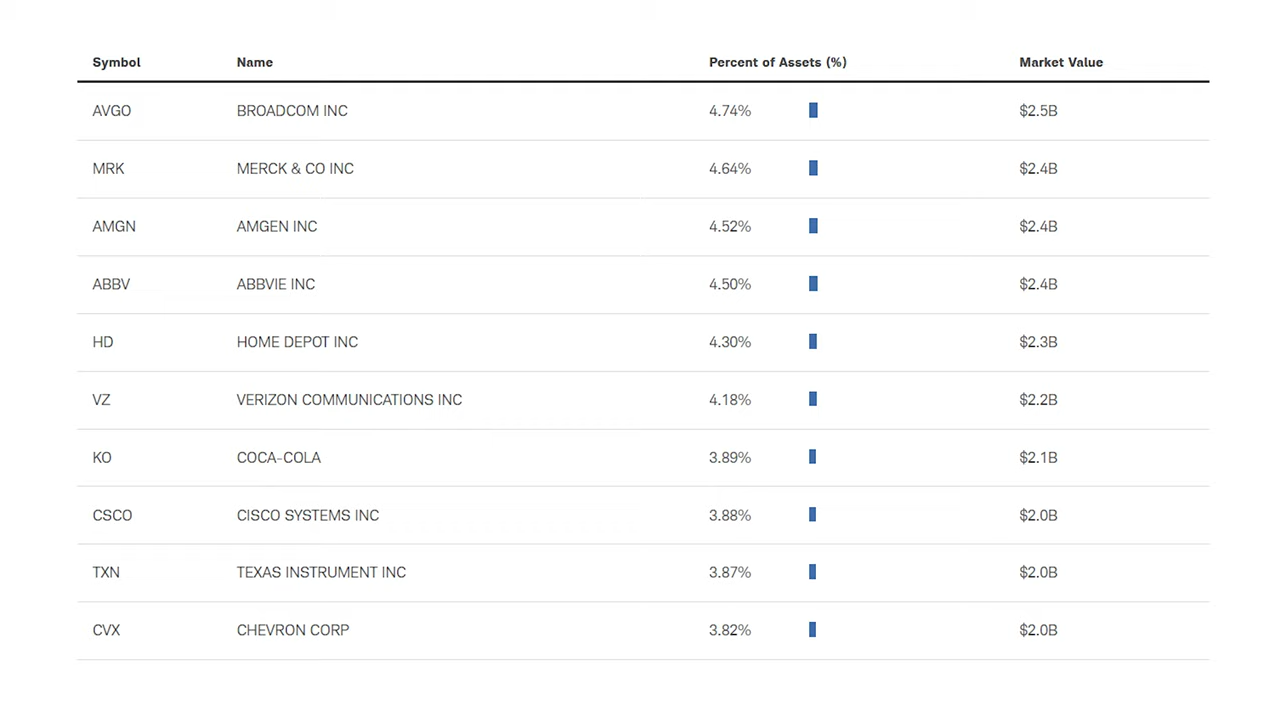 Symbol Name Percent of Assets (%) Market Value
AVGO BROADCOM INC 4.74% $2.5B
MRK MERCK & CO INC 4.64% $2.4B
AMGN AMGEN INC 4.52% $2.4B
ABBV ABBVIE INC 4.50% $2.4B
HD HOME DEPOT INC 4.30% $2.3B
VZ VERIZON COMMUNICATIONS INC 4.18% $2.2B
KO COCA-COLA 3.89% $2.1B
CSCO CISCO SYSTEMS INC 3.88% $2.0B
TXN TEXAS INSTRUMENT INC 3.87% $2.0B
CVX CHEVRON CORP 3.82% $2.0B